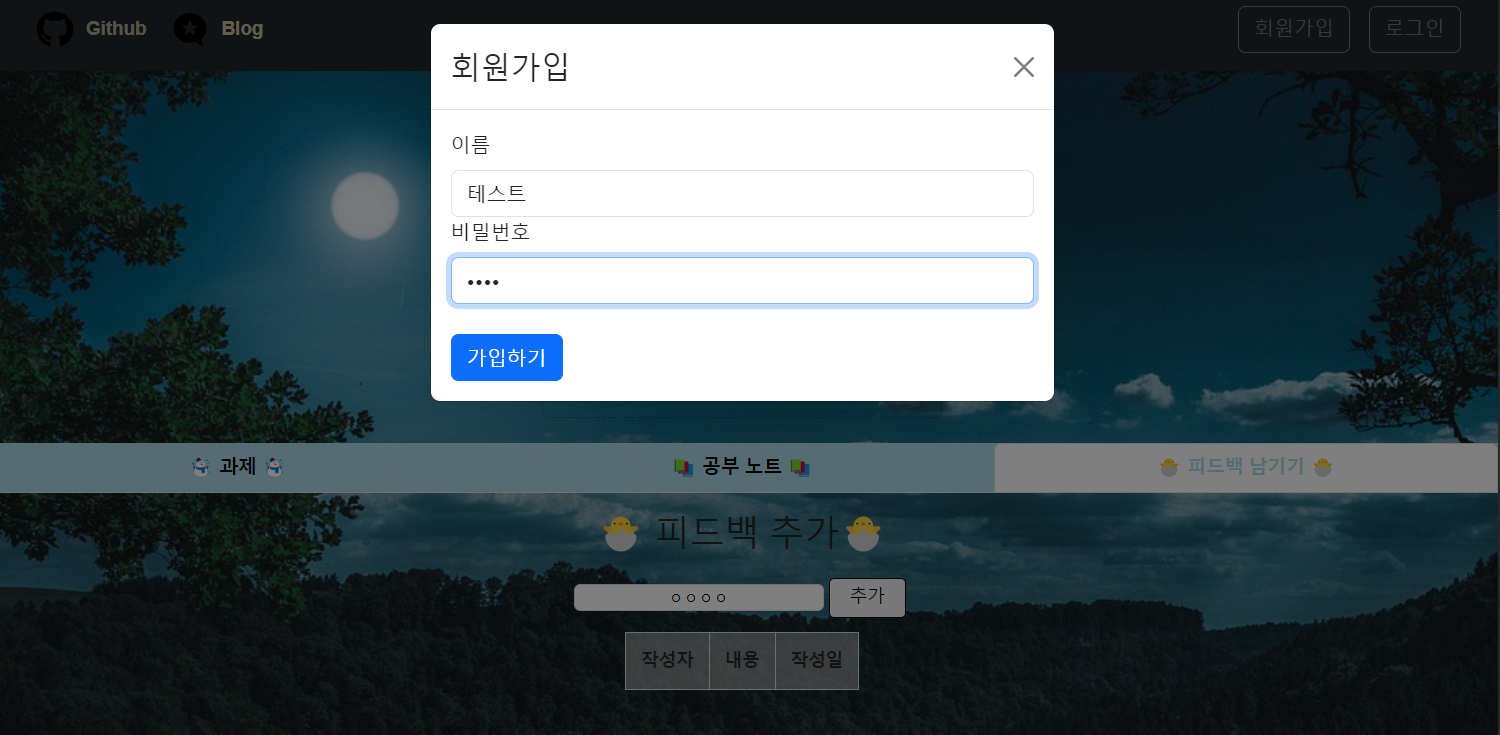 Github Blog 회원가입 로그인
회원가입
이름
테스트
비밀번호
••••
가입하기
⛄ 과제 ⛄ 📚 공부 노트 📚 🐣 피드백 남기기 🐣
🐣 피드백 추가🐣
ㅇㅇㅇㅇ 추가
작성자 내용 작성일